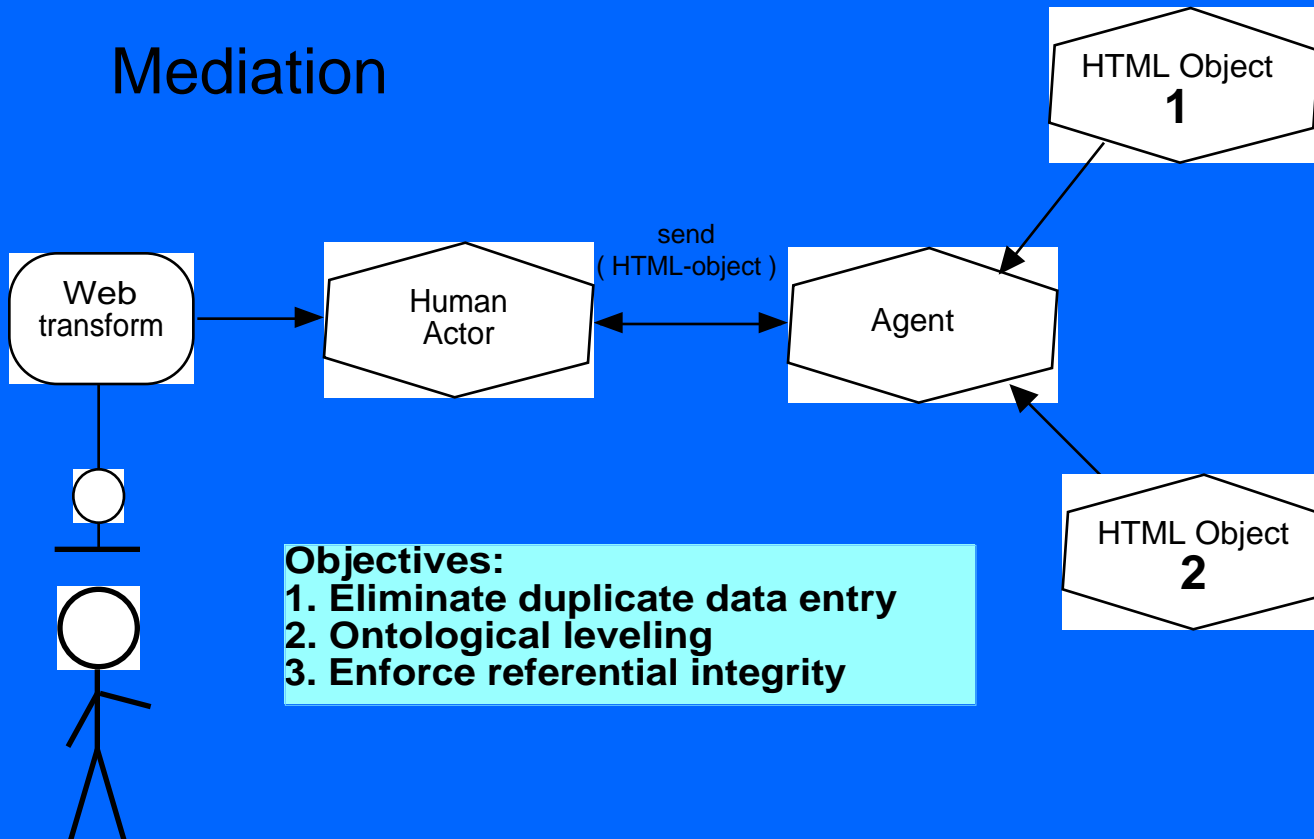 Mediation
HTML Object
1
send
( HTML-object )
Web
transform
Human
Actor
Agent
HTML Object
2
Objectives:
1. Eliminate duplicate data entry
2. Ontological leveling
3. Enforce referential integrity